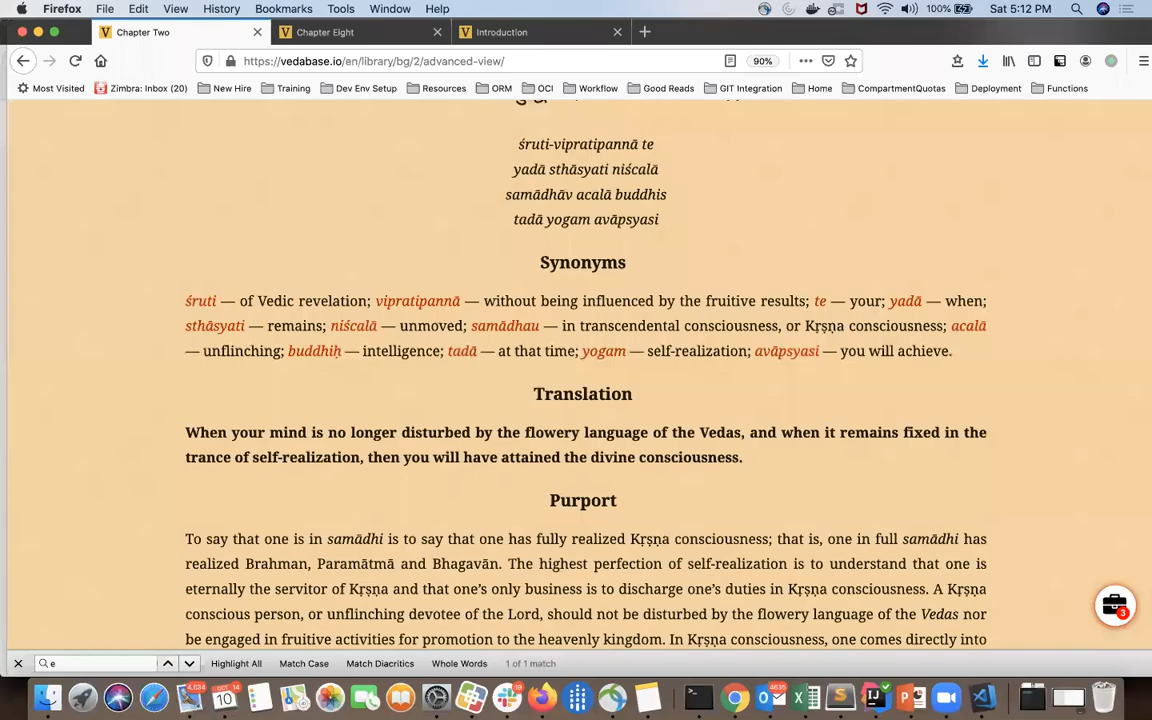 Firefox File Edit View History Bookmarks Tools Window Help 100% Sat 5:12 PM
Chapter Two Chapter Eight Introduction
https://vedabase.io/en/library/bg/2/advanced-view/ 90%
Most Visited Zimbra: Inbox (20) New Hire Training Dev Env Setup Resources ORM OCI Workflow Good Reads GIT Integration Home CompartmentQuotas Deployment Functions
śruti-vipratipannā te
yadā sthāsyati niścalā
samādhāv acalā buddhis
tadā yogam avāpsyasi
Synonyms
śruti — of Vedic revelation; vipratipannā — without being influenced by the fruitive results; te — your; yadā — when;
sthāsyati — remains; niścalā — unmoved; samādhau — in transcendental consciousness, or Kṛṣṇa consciousness; acalā
— unflinching; buddhiḥ — intelligence; tadā — at that time; yogam — self-realization; avāpsyasi — you will achieve.
Translation
When your mind is no longer disturbed by the flowery language of the Vedas, and when it remains fixed in the
trance of self-realization, then you will have attained the divine consciousness.
Purport
To say that one is in samādhi is to say that one has fully realized Kṛṣṇa consciousness; that is, one in full samādhi has
realized Brahman, Paramātmā and Bhagavān. The highest perfection of self-realization is to understand that one is
eternally the servitor of Kṛṣṇa and that one's only business is to discharge one's duties in Kṛṣṇa consciousness. A Kṛṣṇa
conscious person, or unflinching devotee of the Lord, should not be disturbed by the flowery language of the Vedas nor
be engaged in fruitive activities for promotion to the heavenly kingdom. In Kṛṣṇa consciousness, one comes directly into
3
e Highlight All Match Case Match Diacritics Whole Words 1 of 1 match